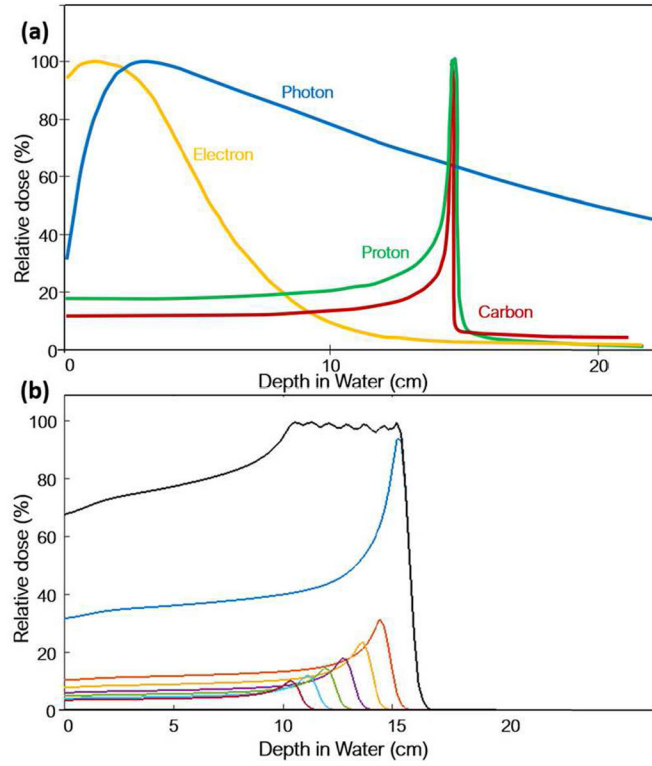 (a)
Relative dose (%)
100
80
60
40
20
0
Photon
Electron
Proton
Carbon
0
10
20
Depth in Water (cm)
(b)
Relative dose (%)
100
80
60
40
20
0
0
5
10
15
20
Depth in Water (cm)